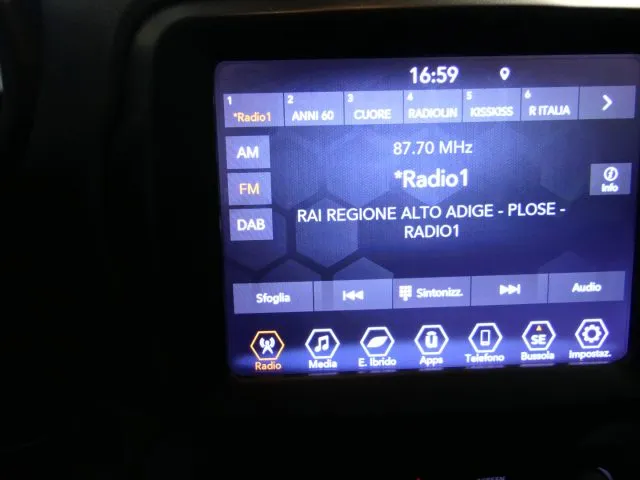 16:59
1 2 3 4 5 6
*Radio1 ANNI 60 CUORE RADIOLIN KISSKISS R ITALIA
AM
87.70 MHz
*Radio1
Info
FM
RAI REGIONE ALTO ADIGE - PLOSE -
RADIO1
DAB
Sfoglia Sintonizz. Audio
SE
Radio Media E. Ibrido Apps Telefono Bussola Impostaz.